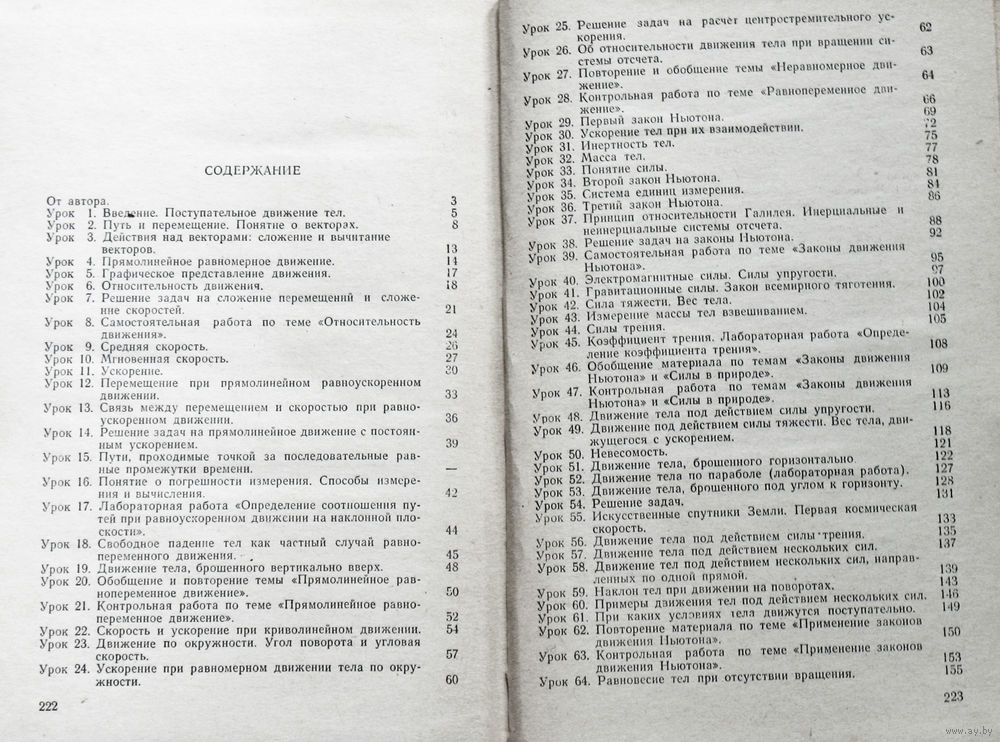 СОДЕРЖАНИЕ
От автора. 3
Урок 1. Введение. Поступательное движение тел. 5
Урок 2. Путь и перемещение. Понятие о векторах. 8
Урок 3. Действия над векторами: сложение и вычитание
векторов. 13
Урок 4. Прямолинейное равномерное движение. 14
Урок 5. Графическое представление движения. 17
Урок 6. Относительность движения. 18
Урок 7. Решение задач на сложение перемещений и сложе-
ние скоростей. 21
Урок 8. Самостоятельная работа по теме «Относительность
движения». 24
Урок 9. Средняя скорость. 26
Урок 10. Мгновенная скорость. 27
Урок 11. Ускорение. 30
Урок 12. Перемещение при прямолинейном равноускоренном
движении. 33
Урок 13. Связь между перемещением и скоростью при равно-
ускоренном движении. 36
Урок 14. Решение задач на прямолинейное движение с постоян-
ным ускорением. 39
Урок 15. Пути, проходимые точкой за последовательные рав-
ные промежутки времени. —
Урок 16. Понятие о погрешности измерения. Способы измере-
ния и вычисления. 42
Урок 17. Лабораторная работа «Определение соотношения пу-
тей при равноускоренном движении на наклонной пло-
скости». 44
Урок 18. Свободное падение тел как частный случай равно-
переменного движения. 45
Урок 19. Движение тела, брошенного вертикально вверх. 48
Урок 20. Обобщение и повторение темы «Прямолинейное рав-
нопеременное движение». 50
Урок 21. Контрольная работа по теме «Прямолинейное равно-
переменное движение». 52
Урок 22. Скорость и ускорение при криволинейном движении. 54
Урок 23. Движение по окружности. Угол поворота и угловая
скорость. 57
Урок 24. Ускорение при равномерном движении тела по окру-
жности. 60
222
Урок 25. Решение задач на расчет центростремительного ус-
корения. 62
Урок 26. Об относительности движения тела при вращении си-
стемы отсчета. 63
Урок 27. Повторение и обобщение темы «Неравномерное дви-
жение». 64
Урок 28. Контрольная работа по теме «Равнопеременное дви-
жение». 66
Урок 29. Первый закон Ньютона. 69
Урок 30. Ускорение тел при их взаимодействии. 72
Урок 31. Инертность тел. 75
Урок 32. Масса тел. 77
Урок 33. Понятие силы. 78
Урок 34. Второй закон Ньютона. 81
Урок 35. Система единиц измерения. 84
Урок 36. Третий закон Ньютона. 86
Урок 37. Принцип относительности Галилея. Инерциальные и
неинерциальные системы отсчета. 88
Урок 38. Решение задач на законы Ньютона. 92
Урок 39. Самостоятельная работа по теме «Законы движения
Ньютона». 95
Урок 40. Электромагнитные силы. Силы упругости. 97
Урок 41. Гравитационные силы. Закон всемирного тяготения. 100
Урок 42. Сила тяжести. Вес тела. 102
Урок 43. Измерение массы тел взвешиванием. 104
Урок 44. Силы трения. 105
Урок 45. Коэффициент трения. Лабораторная работа «Опреде-
ление коэффициента трения». 108
Урок 46. Обобщение материала по темам «Законы движения
Ньютона» и «Силы в природе». 109
Урок 47. Контрольная работа по темам «Законы движения
Ньютона» и «Силы в природе». 113
Урок 48. Движение тела под действием силы упругости. 116
Урок 49. Движение под действием силы тяжести. Вес тела, дви-
жущегося с ускорением. 118
Урок 50. Невесомость. 121
Урок 51. Движение тела, брошенного горизонтально 122
Урок 52. Движение тела по параболе (лабораторная работа). 127
Урок 53. Движение тела, брошенного под углом к горизонту. 128
Урок 54. Решение задач. 131
Урок 55. Искусственные спутники Земли. Первая космическая
скорость. 133
Урок 56. Движение тела под действием силы трения. 135
Урок 57. Движение тела под действием нескольких сил. 137
Урок 58. Движение тел под действием нескольких сил, направ-
ленных по одной прямой. 139
Урок 59. Наклон тел при движении на поворотах. 143
Урок 60. Примеры движения тел под действием нескольких сил. 146
Урок 61. При каких условиях тела движутся поступательно. 149
Урок 62. Повторение материала по теме «Применение законов
движения Ньютона». 150
Урок 63. Контрольная работа по теме «Применение законов
движения Ньютона». 153
Урок 64. Равновесие тел при отсутствии вращения. 155
223
www.ay.by